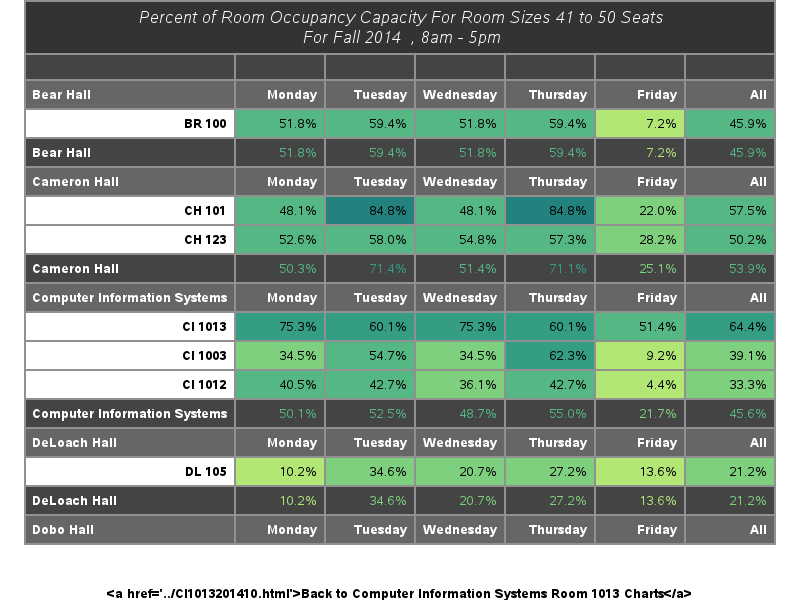 Percent of Room Occupancy Capacity For Room Sizes 41 to 50 Seats
For Fall 2014 , 8am - 5pm
Bear Hall Monday Tuesday Wednesday Thursday Friday All
BR 100 51.8% 59.4% 51.8% 59.4% 7.2% 45.9%
Bear Hall 51.8% 59.4% 51.8% 59.4% 7.2% 45.9%
Cameron Hall Monday Tuesday Wednesday Thursday Friday All
CH 101 48.1% 84.8% 48.1% 84.8% 22.0% 57.5%
CH 123 52.6% 58.0% 54.8% 57.3% 28.2% 50.2%
Cameron Hall 50.3% 71.4% 51.4% 71.1% 25.1% 53.9%
Computer Information Systems Monday Tuesday Wednesday Thursday Friday All
CI 1013 75.3% 60.1% 75.3% 60.1% 51.4% 64.4%
CI 1003 34.5% 54.7% 34.5% 62.3% 9.2% 39.1%
CI 1012 40.5% 42.7% 36.1% 42.7% 4.4% 33.3%
Computer Information Systems 50.1% 52.5% 48.7% 55.0% 21.7% 45.6%
DeLoach Hall Monday Tuesday Wednesday Thursday Friday All
DL 105 10.2% 34.6% 20.7% 27.2% 13.6% 21.2%
DeLoach Hall 10.2% 34.6% 20.7% 27.2% 13.6% 21.2%
Dobo Hall Monday Tuesday Wednesday Thursday Friday All
&lt;a href='../CI1013201410.html'&gt;Back to Computer Information Systems Room 1013 Charts&lt;/a&gt;